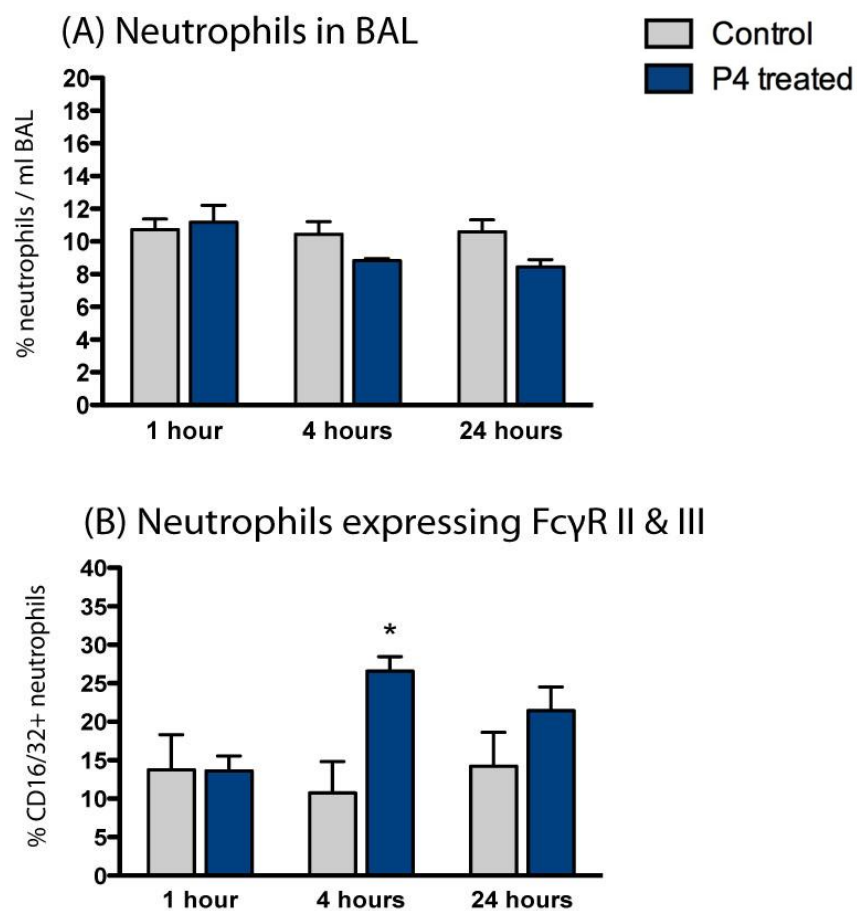 (A) Neutrophils in BAL
Control
P4 treated
% neutrophils / ml BAL
20
18
16
14
12
10
8
6
4
2
0
1 hour 4 hours 24 hours
(B) Neutrophils expressing FcγR II & III
% CD16/32+ neutrophils
40
35
30
25
20
15
10
5
0
*
1 hour 4 hours 24 hours